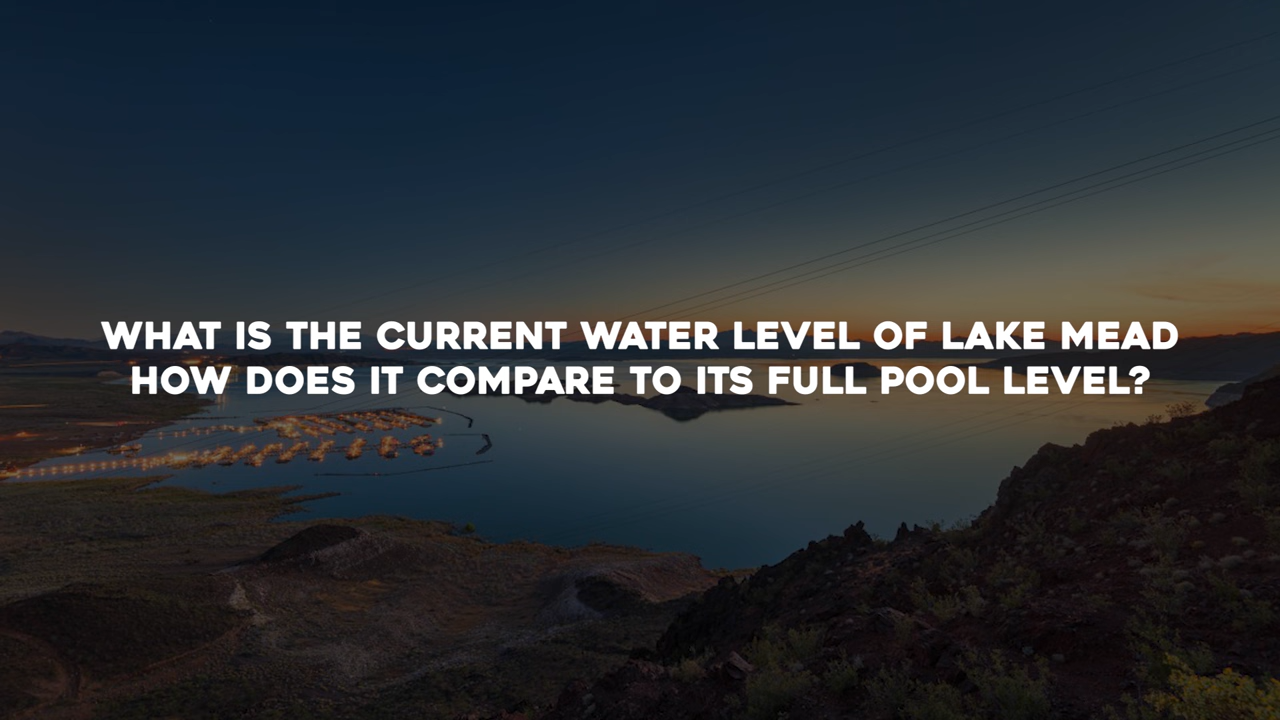 WHAT IS THE CURRENT WATER LEVEL OF LAKE MEAD
HOW DOES IT COMPARE TO ITS FULL POOL LEVEL?